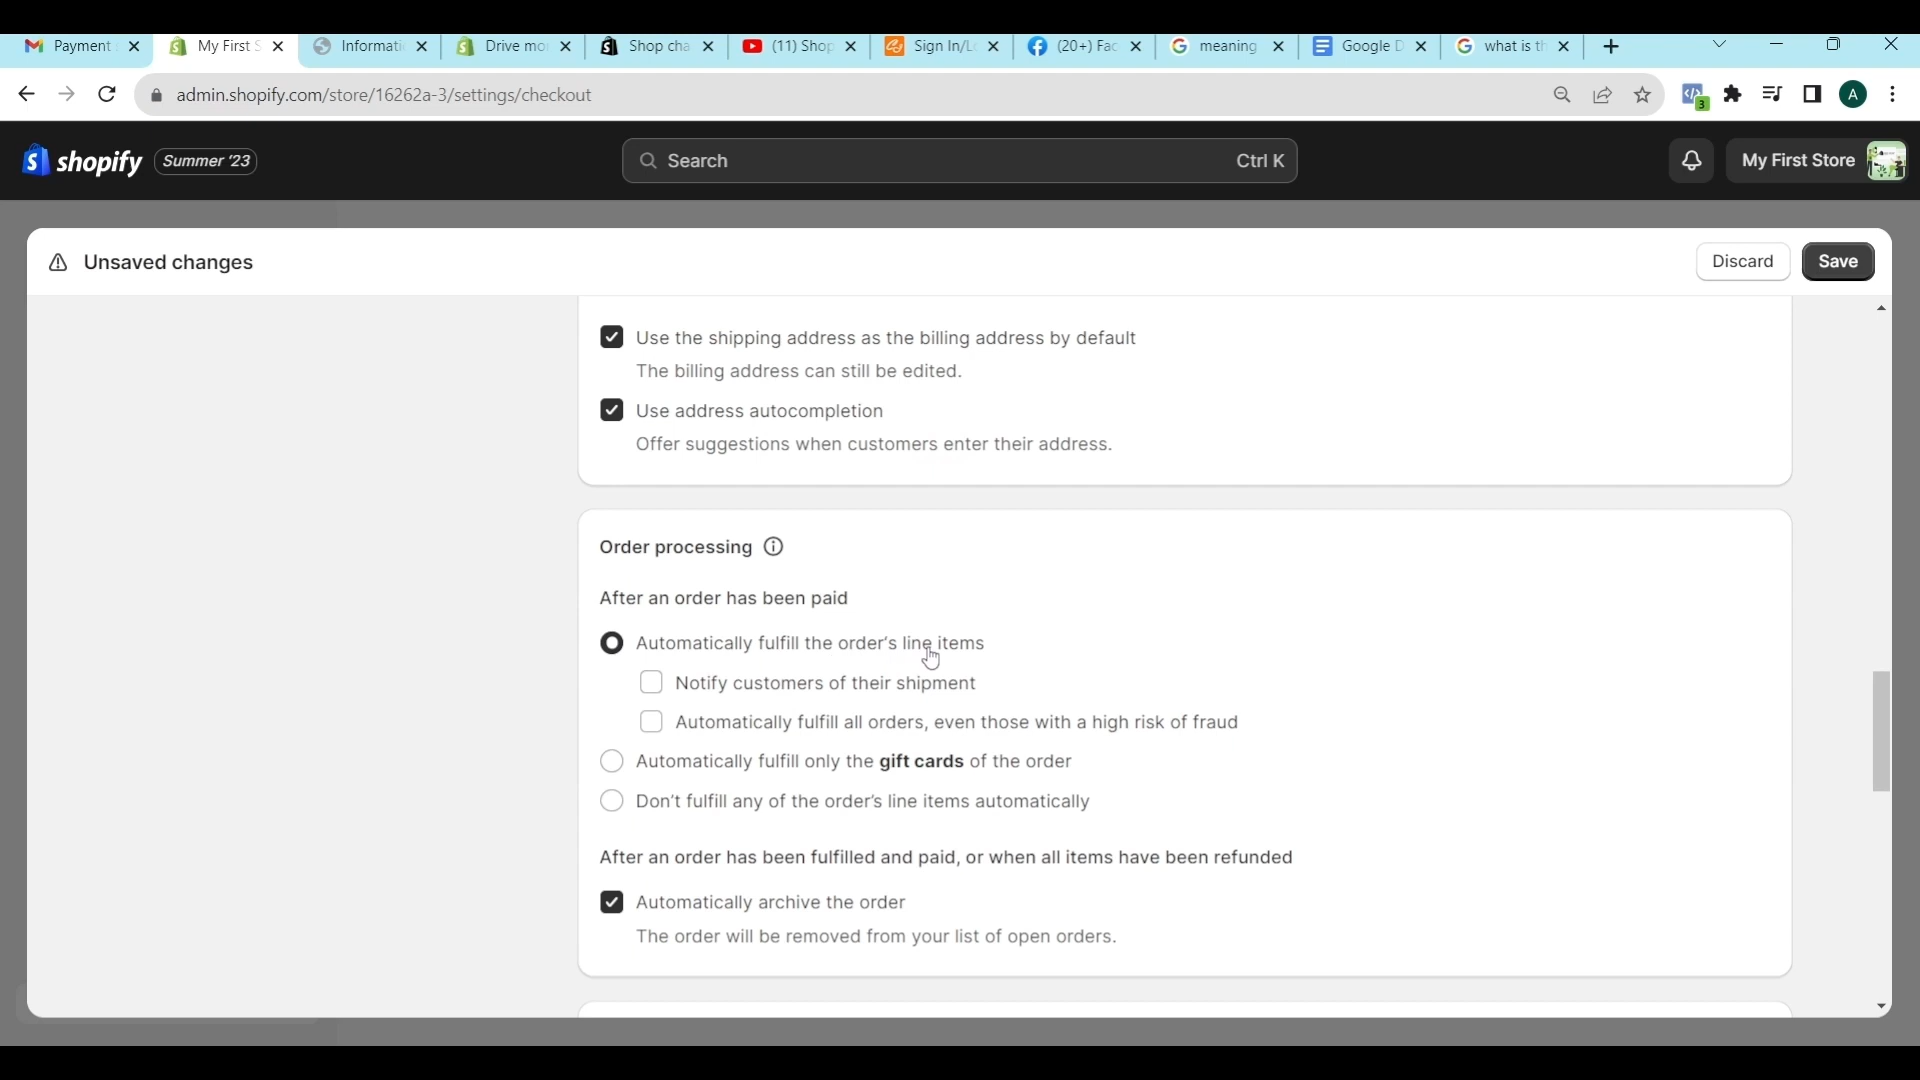 Payment
My First S
Informati
Drive mo
Shop cha
(11) Shop
Sign In/L
(20+) Fac
meaning
Google D
what is th
admin.shopify.com/store/16262a-3/settings/checkout
3
A
shopify
Summer '23
Search
Ctrl K
My First Store
Unsaved changes
Discard
Save
Use the shipping address as the billing address by default
The billing address can still be edited.
Use address autocompletion
Offer suggestions when customers enter their address.
Order processing
After an order has been paid
Automatically fulfill the order's line items
Notify customers of their shipment
Automatically fulfill all orders, even those with a high risk of fraud
Automatically fulfill only the gift cards of the order
Don't fulfill any of the order's line items automatically
After an order has been fulfilled and paid, or when all items have been refunded
Automatically archive the order
The order will be removed from your list of open orders.